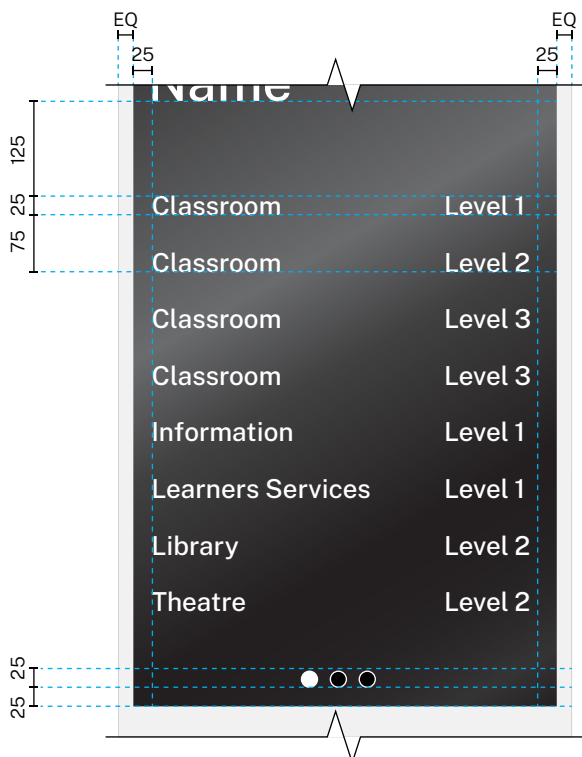 EQ EQ
25 25
Name
125
25 Classroom Level 1
75
Classroom Level 2
Classroom Level 3
Classroom Level 3
Information Level 1
Learners Services Level 1
Library Level 2
Theatre Level 2
25
25